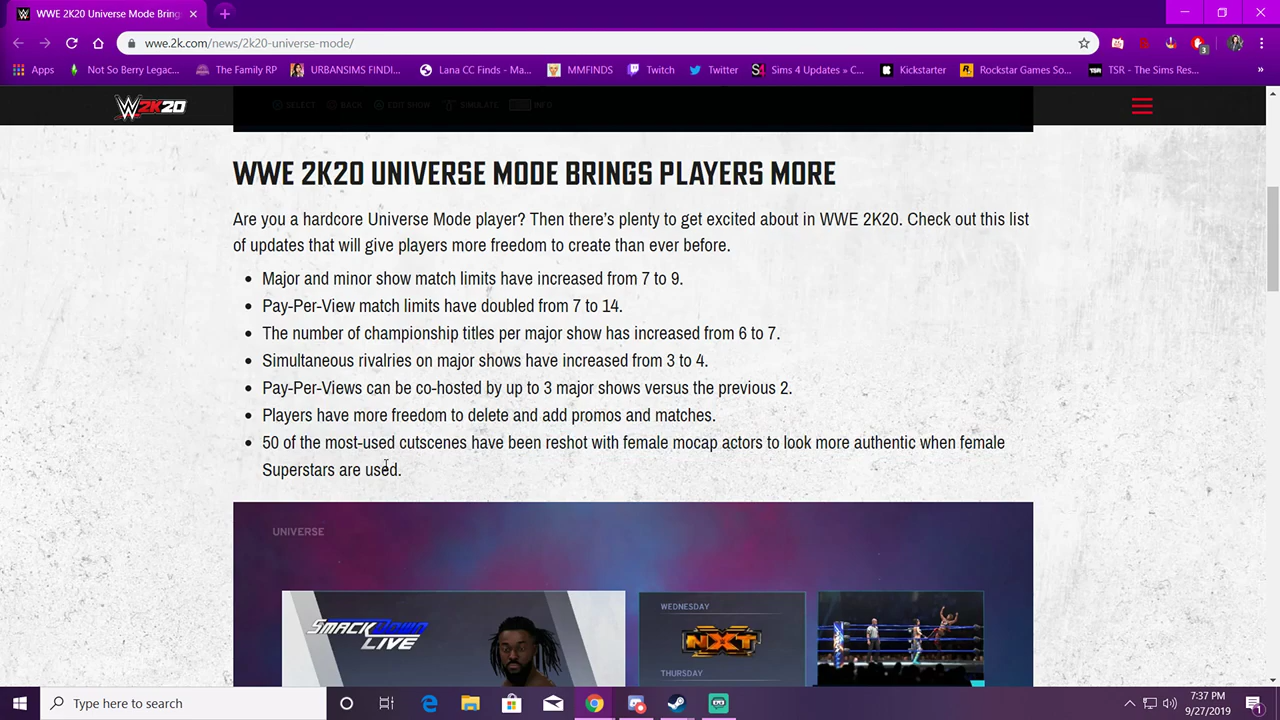 WWE 2K20 Universe Mode Bring
wwe.2k.com/news/2k20-universe-mode/
3
Apps
Not So Berry Legac...
The Family RP
URBANSIMS FINDI...
Lana CC Finds - Ma...
MMFINDS
Twitch
Twitter
Sims 4 Updates » C...
Kickstarter
Rockstar Games So...
TSR - The Sims Res...
»
W2K20
SELECT BACK EDIT SHOW SIMULATE INFO
WWE 2K20 UNIVERSE MODE BRINGS PLAYERS MORE
Are you a hardcore Universe Mode player? Then there's plenty to get excited about in WWE 2K20. Check out this list
of updates that will give players more freedom to create than ever before.
• Major and minor show match limits have increased from 7 to 9.
• Pay-Per-View match limits have doubled from 7 to 14.
• The number of championship titles per major show has increased from 6 to 7.
• Simultaneous rivalries on major shows have increased from 3 to 4.
• Pay-Per-Views can be co-hosted by up to 3 major shows versus the previous 2.
• Players have more freedom to delete and add promos and matches.
• 50 of the most-used cutscenes have been reshot with female mocap actors to look more authentic when female
Superstars are used.
UNIVERSE
SMACKDOWN
LIVE
WEDNESDAY
NXT
THURSDAY
Type here to search
7:37 PM
9/27/2019
1